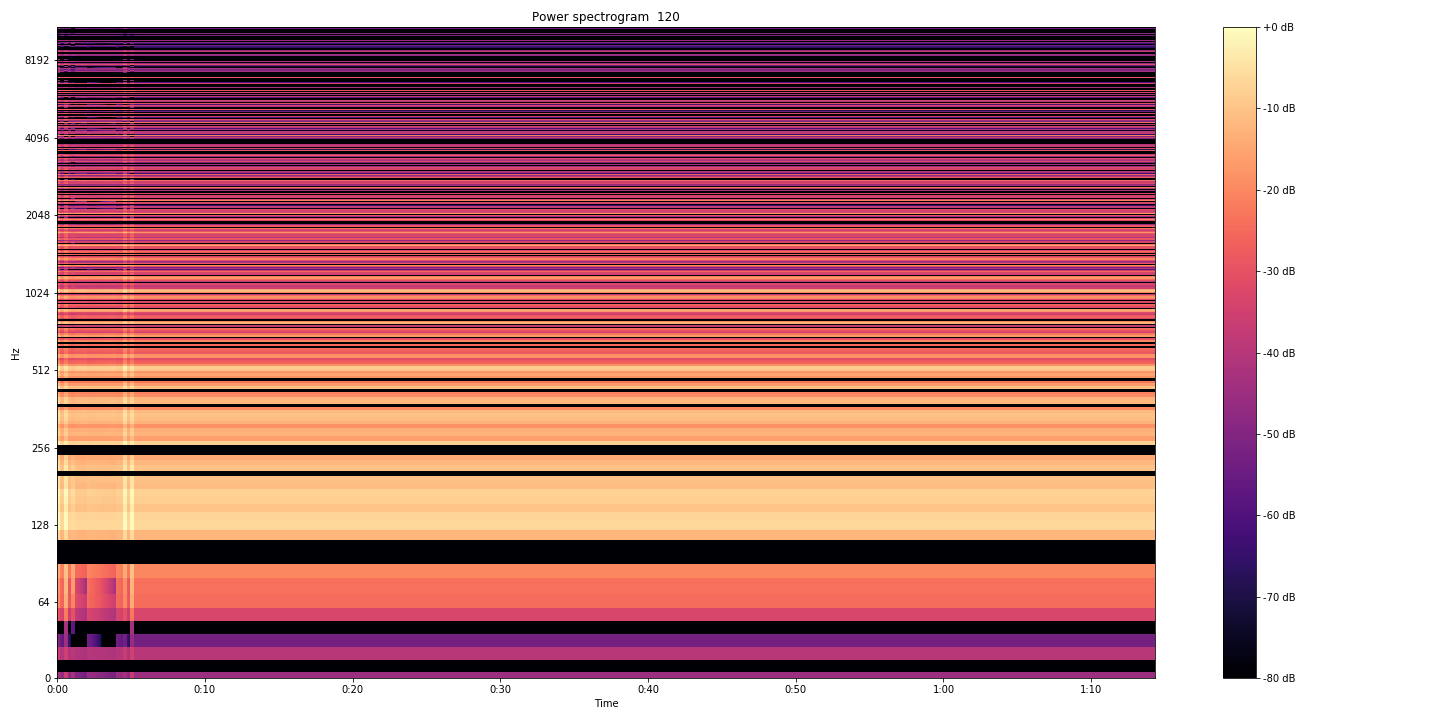 Power spectrogram  120
+0 dB
8192
-10 dB
4096
-20 dB
2048
-30 dB
1024
Hz
-40 dB
512
-50 dB
256
128
-60 dB
64
-70 dB
0
-80 dB
0:00 0:10 0:20 0:30 0:40 0:50 1:00 1:10
Time